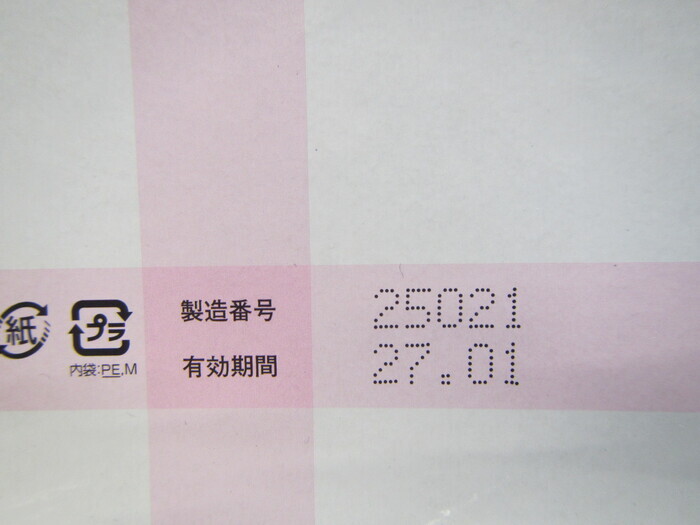 紙
プラ
内袋:PE,M
製造番号 25021
有効期間 27.01